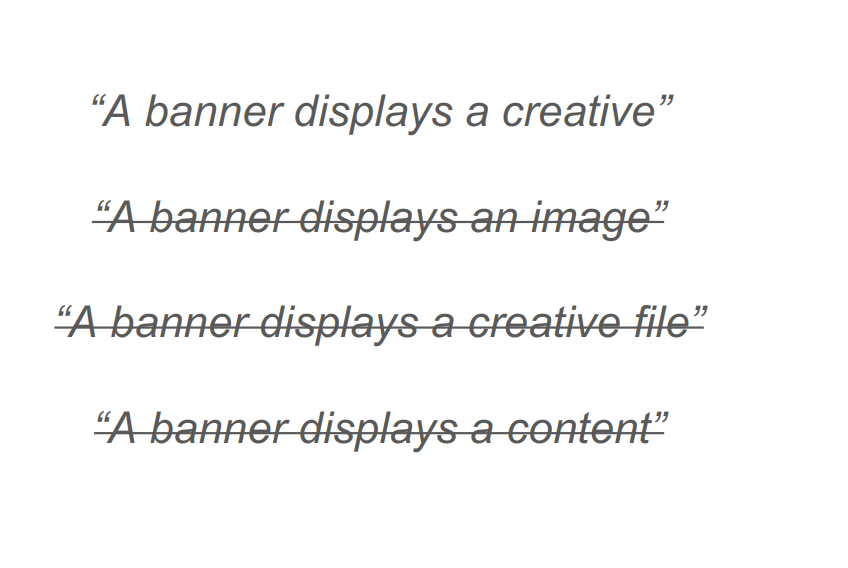 “A banner displays a creative”
“A banner displays an image”
“A banner displays a creative file”
“A banner displays a content”